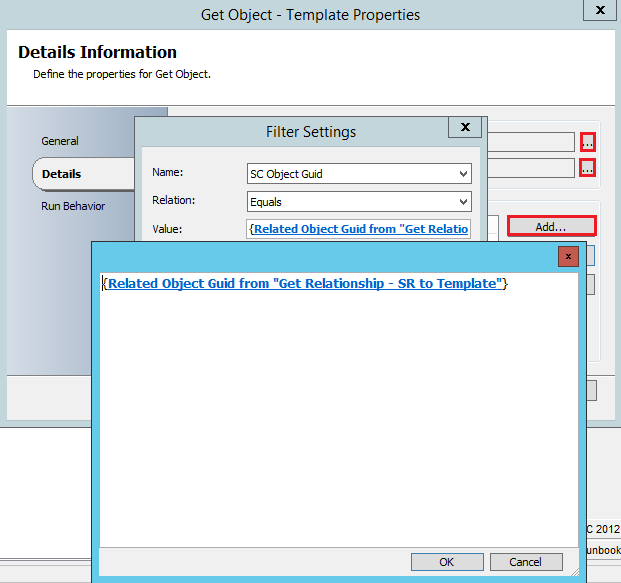 Get Object - Template Properties
x
Details Information
Define the properties for Get Object.
General
Details
Run Behavior
...
...
Add...
Filter Settings
x
Name:
SC Object Guid
Relation:
Equals
Value:
{Related Object Guid from "Get Relatio
x
{Related Object Guid from "Get Relationship - SR to Template"}
OK
Cancel
C 2012
unbook